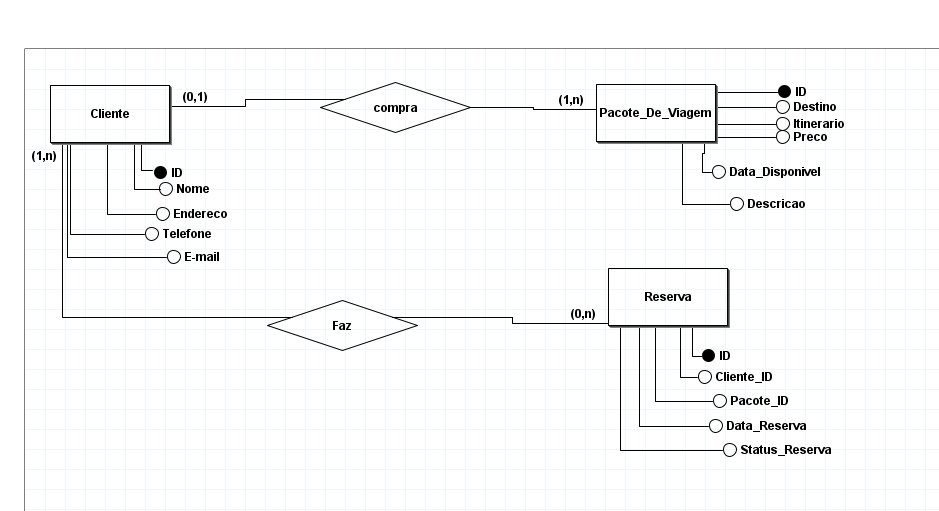 Cliente
(0,1)
compra
(1,n)
Pacote_De_Viagem
ID
Destino
Itinerario
Preco
Data_Disponivel
Descricao
(1,n)
ID
Nome
Endereco
Telefone
E-mail
Faz
(0,n)
Reserva
ID
Cliente_ID
Pacote_ID
Data_Reserva
Status_Reserva